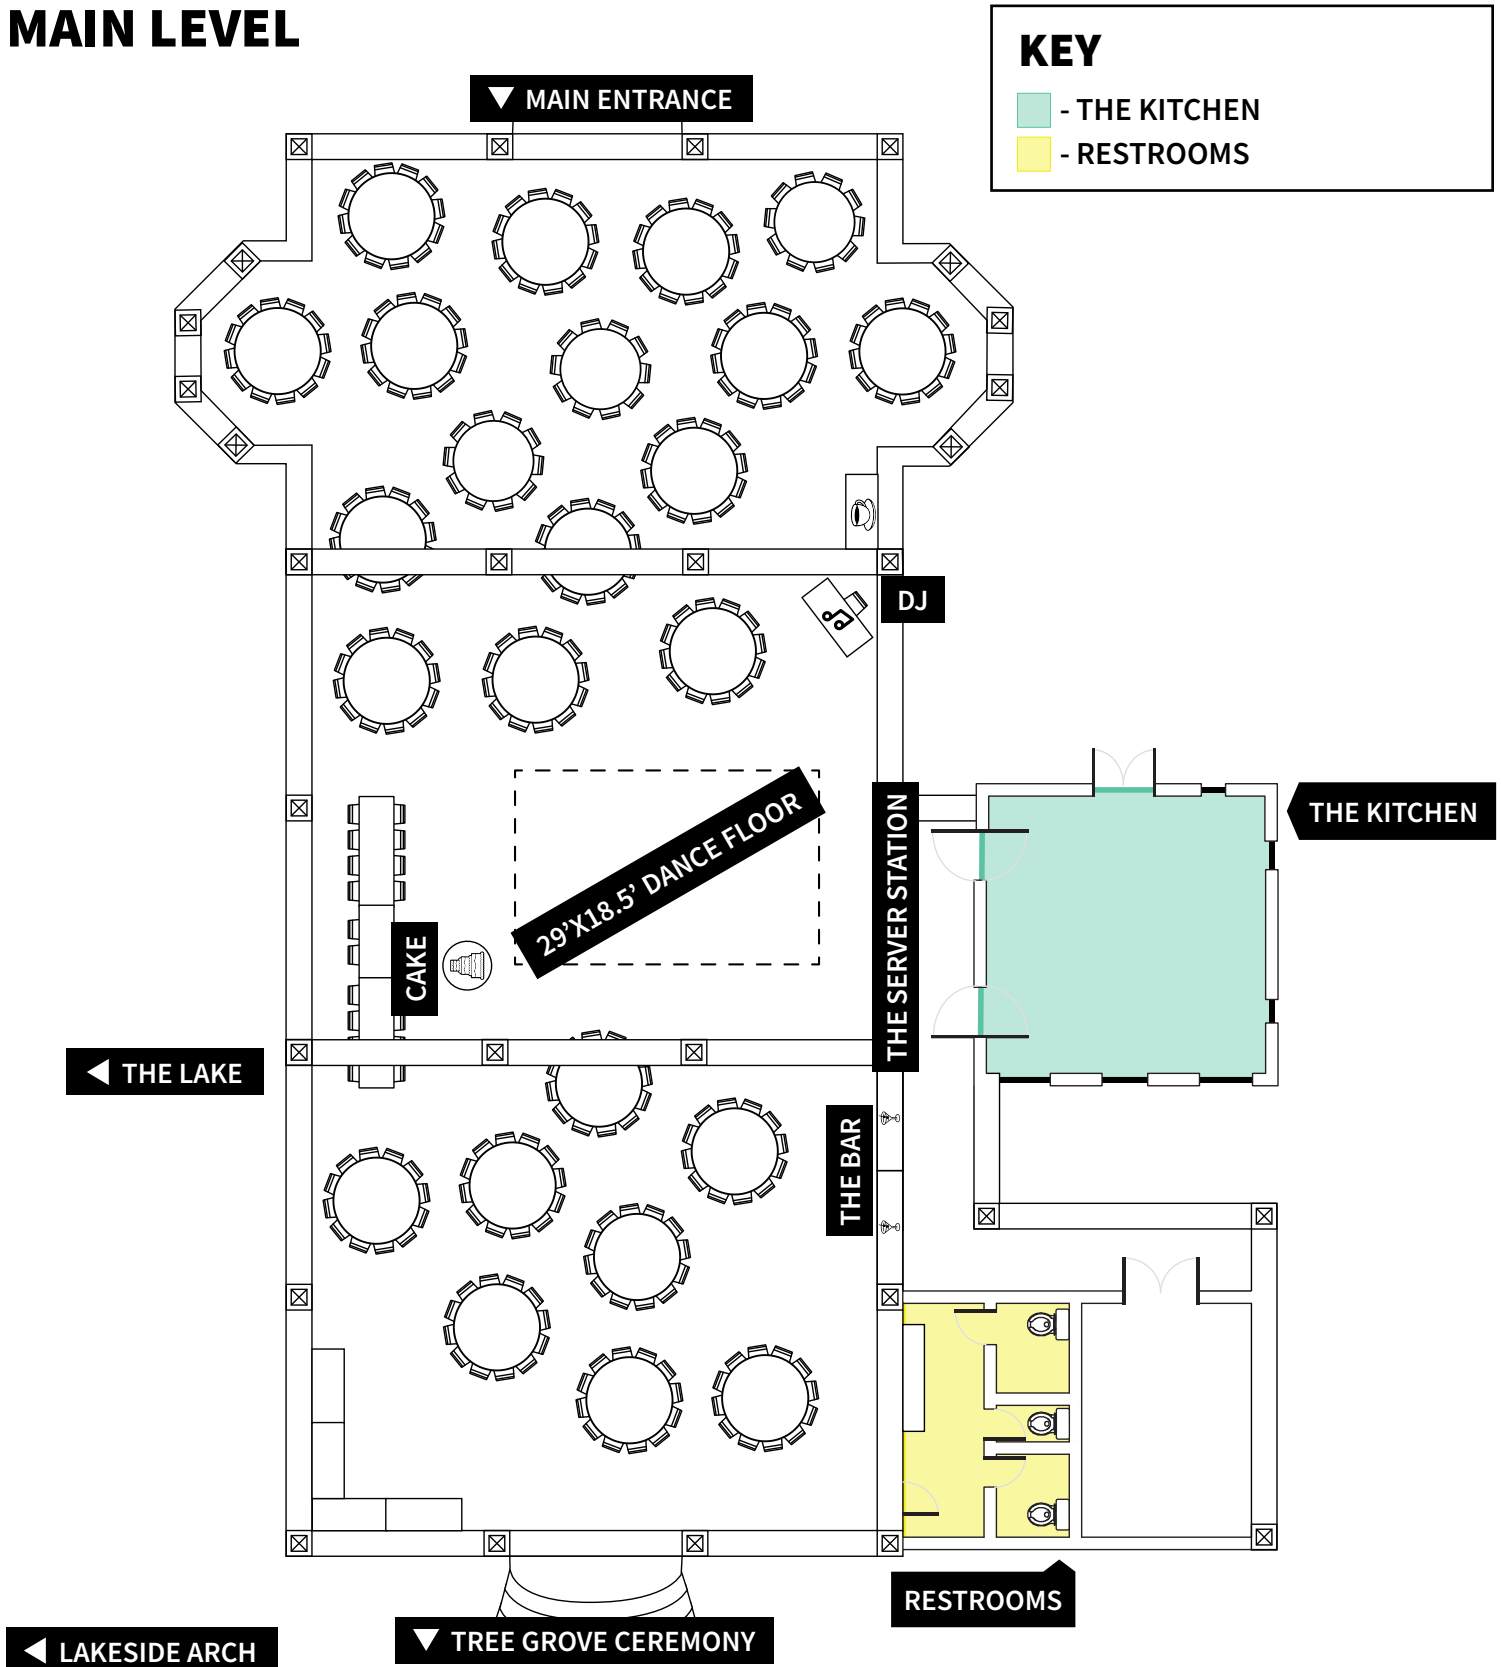 MAIN LEVEL
KEY
- THE KITCHEN
- RESTROOMS
MAIN ENTRANCE
DJ
29’X18.5’ DANCE FLOOR
THE SERVER STATION
THE KITCHEN
CAKE
THE LAKE
THE BAR
RESTROOMS
TREE GROVE CEREMONY
LAKESIDE ARCH